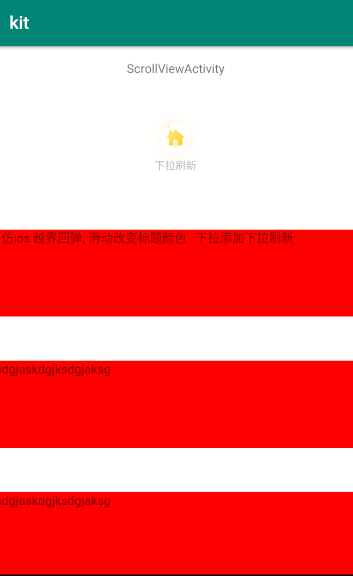 kit
ScrollViewActivity
下拉刷新
仿ios 越界回弹, 滑动改变标题颜色 下拉添加下拉刷新
sdgjaskdgjksdgjaksg
sdgjaskdgjksdgjaksg